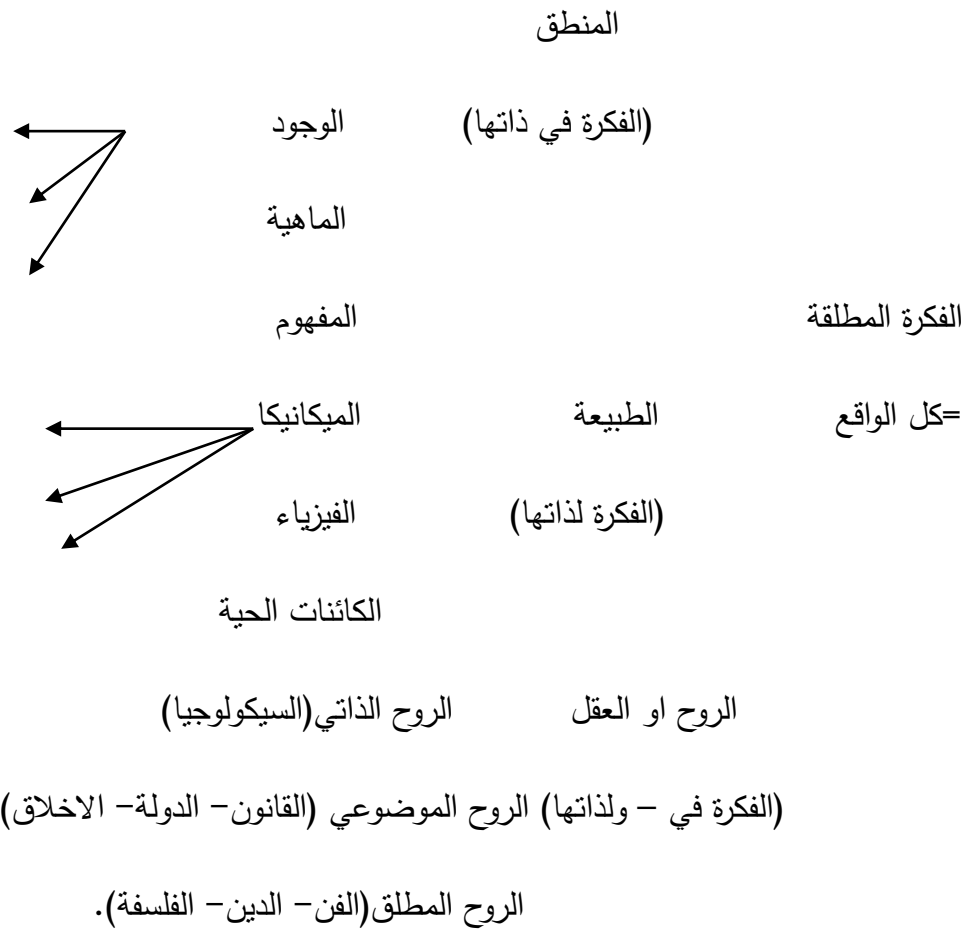 المنطق
(الفكرة في ذاتها) الوجود
الماهية
الفكرة المطلقة المفهوم
=كل الواقع الطبيعة الميكانيكا
(الفكرة لذاتها) الفيزياء
الكائنات الحية
الروح او العقل الروح الذاتي(السيكولوجيا)
(الفكرة في – ولذاتها) الروح الموضوعي (القانون– الدولة– الاخلاق)
الروح المطلق(الفن– الدين– الفلسفة).